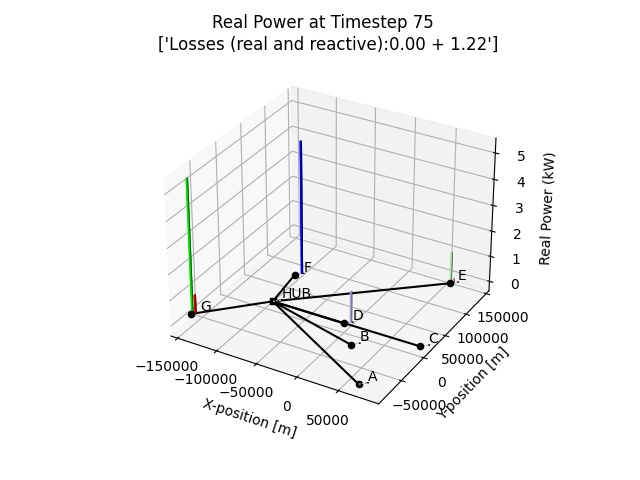 Real Power at Timestep 75
['Losses (real and reactive):0.00 + 1.22']
5
4
3
2
1
0
Real Power (kW)
F
E
HUB
G
D
C
B
A
−150000
−100000
−50000
0
50000
X-position [m]
150000
100000
50000
0
−50000
Y-position [m]